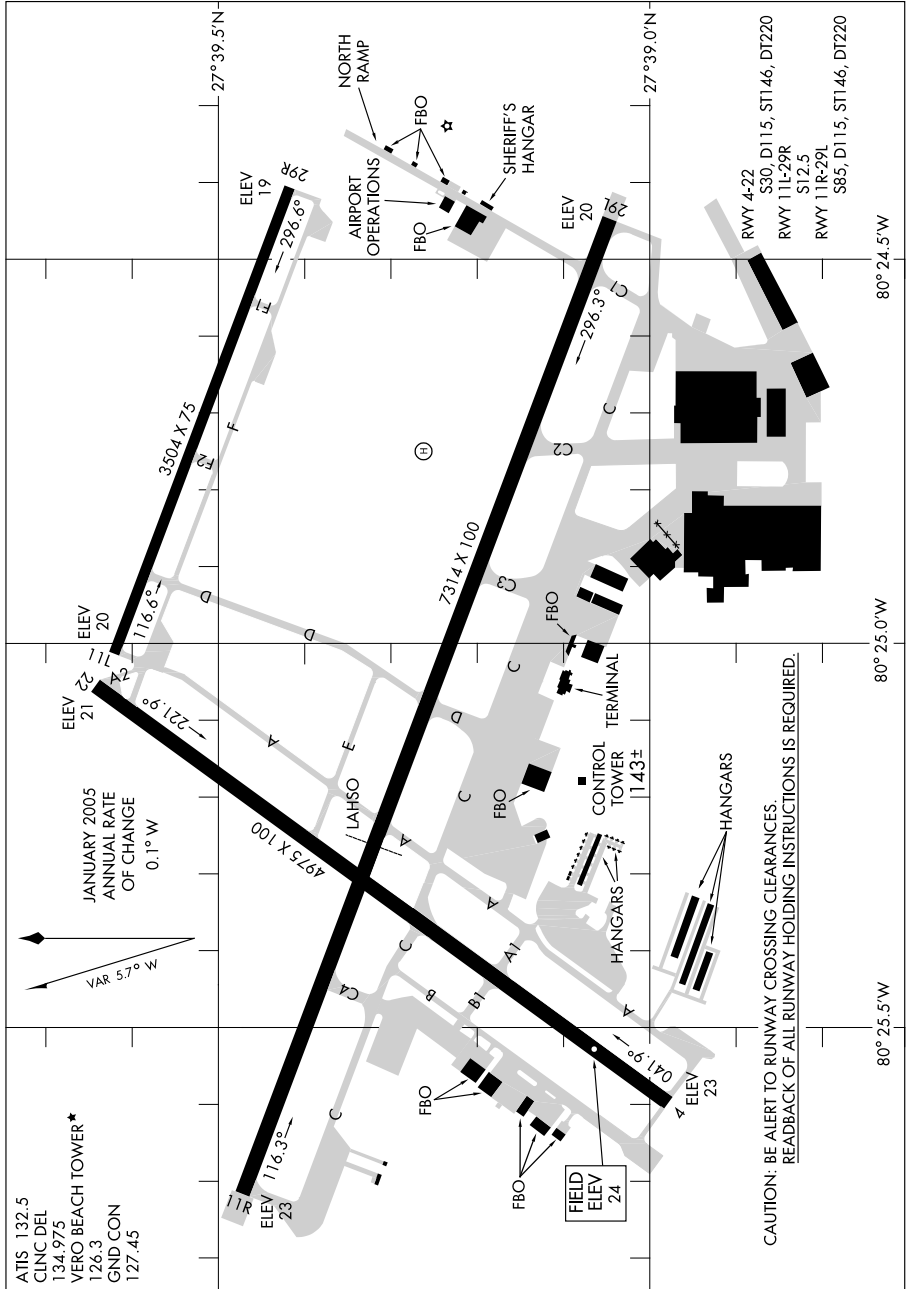 ATIS 132.5
CLNC DEL
134.975
VERO BEACH TOWER★
126.3
GND CON
127.45
JANUARY 2005
ANNUAL RATE
OF CHANGE
0.1° W
VAR 5.7° W
27°39.5'N
27°39.0'N
80°24.5'W
80°25.0'W
80°25.5'W
ELEV
21
22
221.9°
4975 X 100
041.9°
4
ELEV
23
FIELD
ELEV
24
ELEV
20
11L
116.6°
3504 X 75
296.6°
29R
ELEV
19
11R
ELEV
23
116.3°
7314 X 100
296.3°
29L
ELEV
20
LAHSO
A2
A
A
A
A
A1
B
B1
C
C
C
C
C
C1
C2
C3
C4
D
D
D
E
F
F1
F2
H
NORTH
RAMP
FBO
AIRPORT
OPERATIONS
FBO
SHERIFF'S
HANGAR
FBO
TERMINAL
FBO
CONTROL
TOWER
143±
HANGARS
HANGARS
FBO
FBO
RWY 4-22
S30, D115, ST146, DT220
RWY 11L-29R
S12.5
RWY 11R-29L
S85, D115, ST146, DT220
CAUTION: BE ALERT TO RUNWAY CROSSING CLEARANCES.
READBACK OF ALL RUNWAY HOLDING INSTRUCTIONS IS REQUIRED.